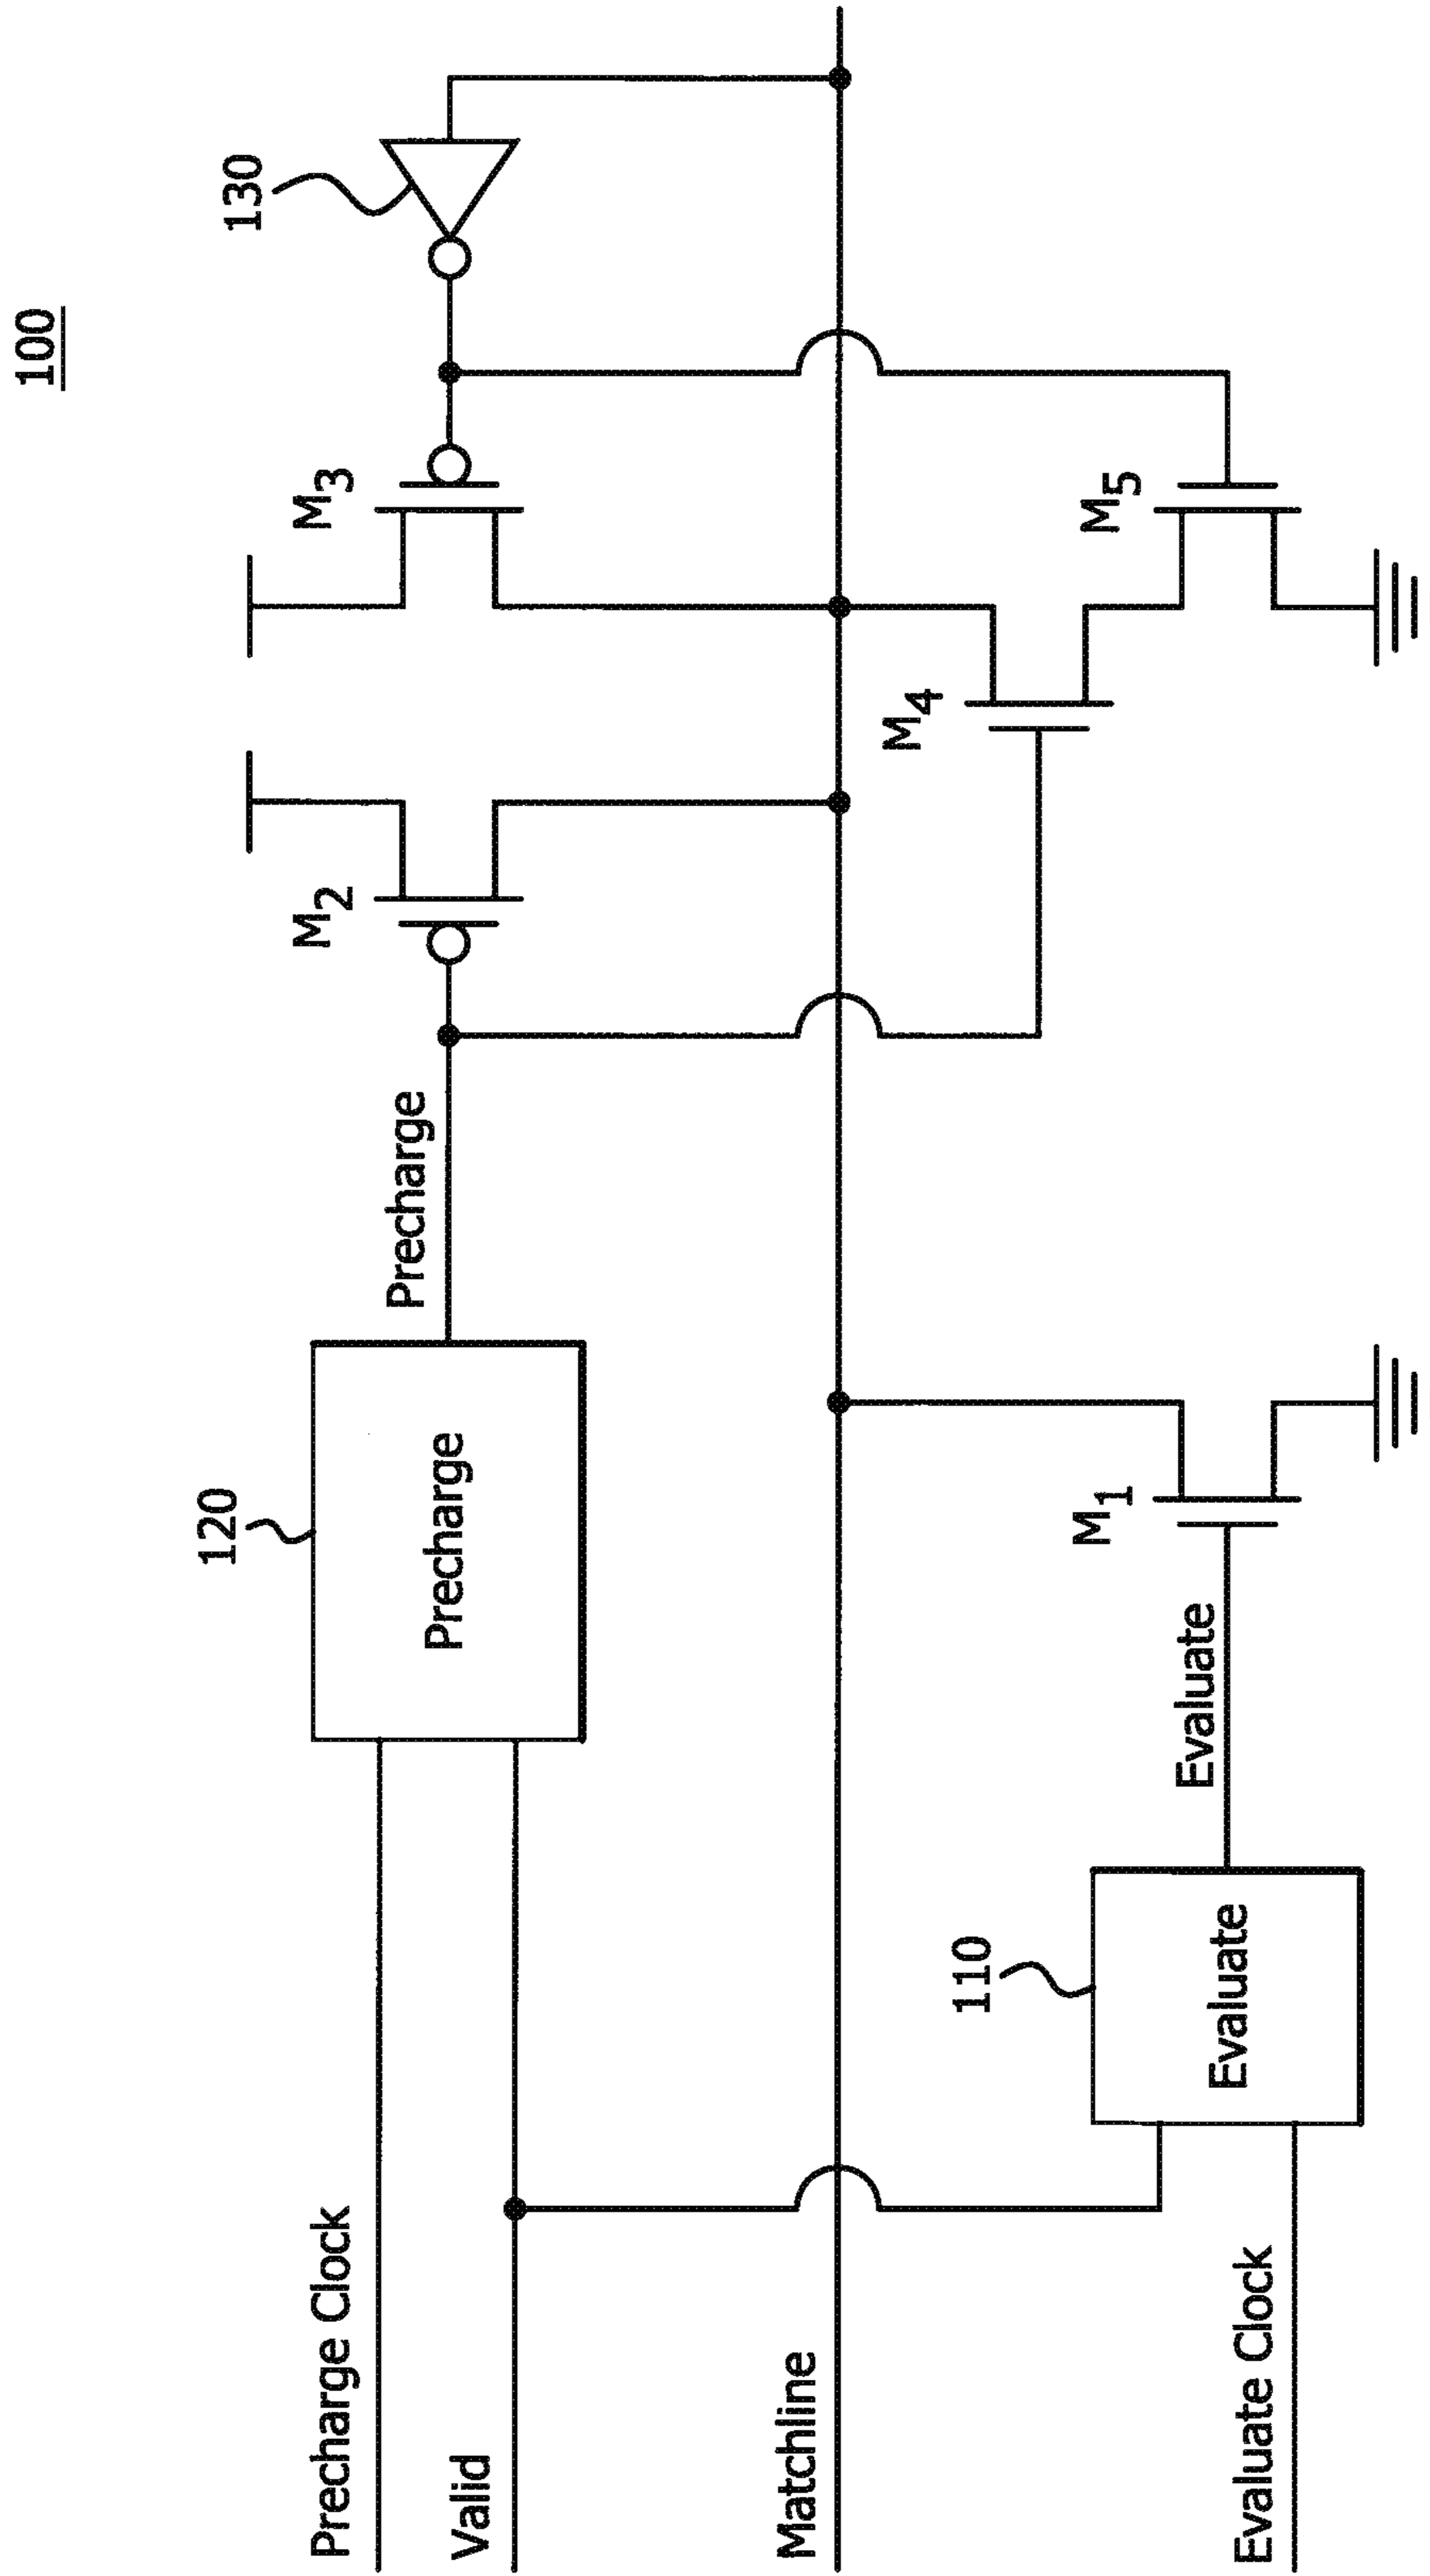 100
130
M3
M2
Precharge
120
Precharge
Precharge Clock
Valid
Matchline
M5
M4
M1
Evaluate
110
Evaluate
Evaluate Clock